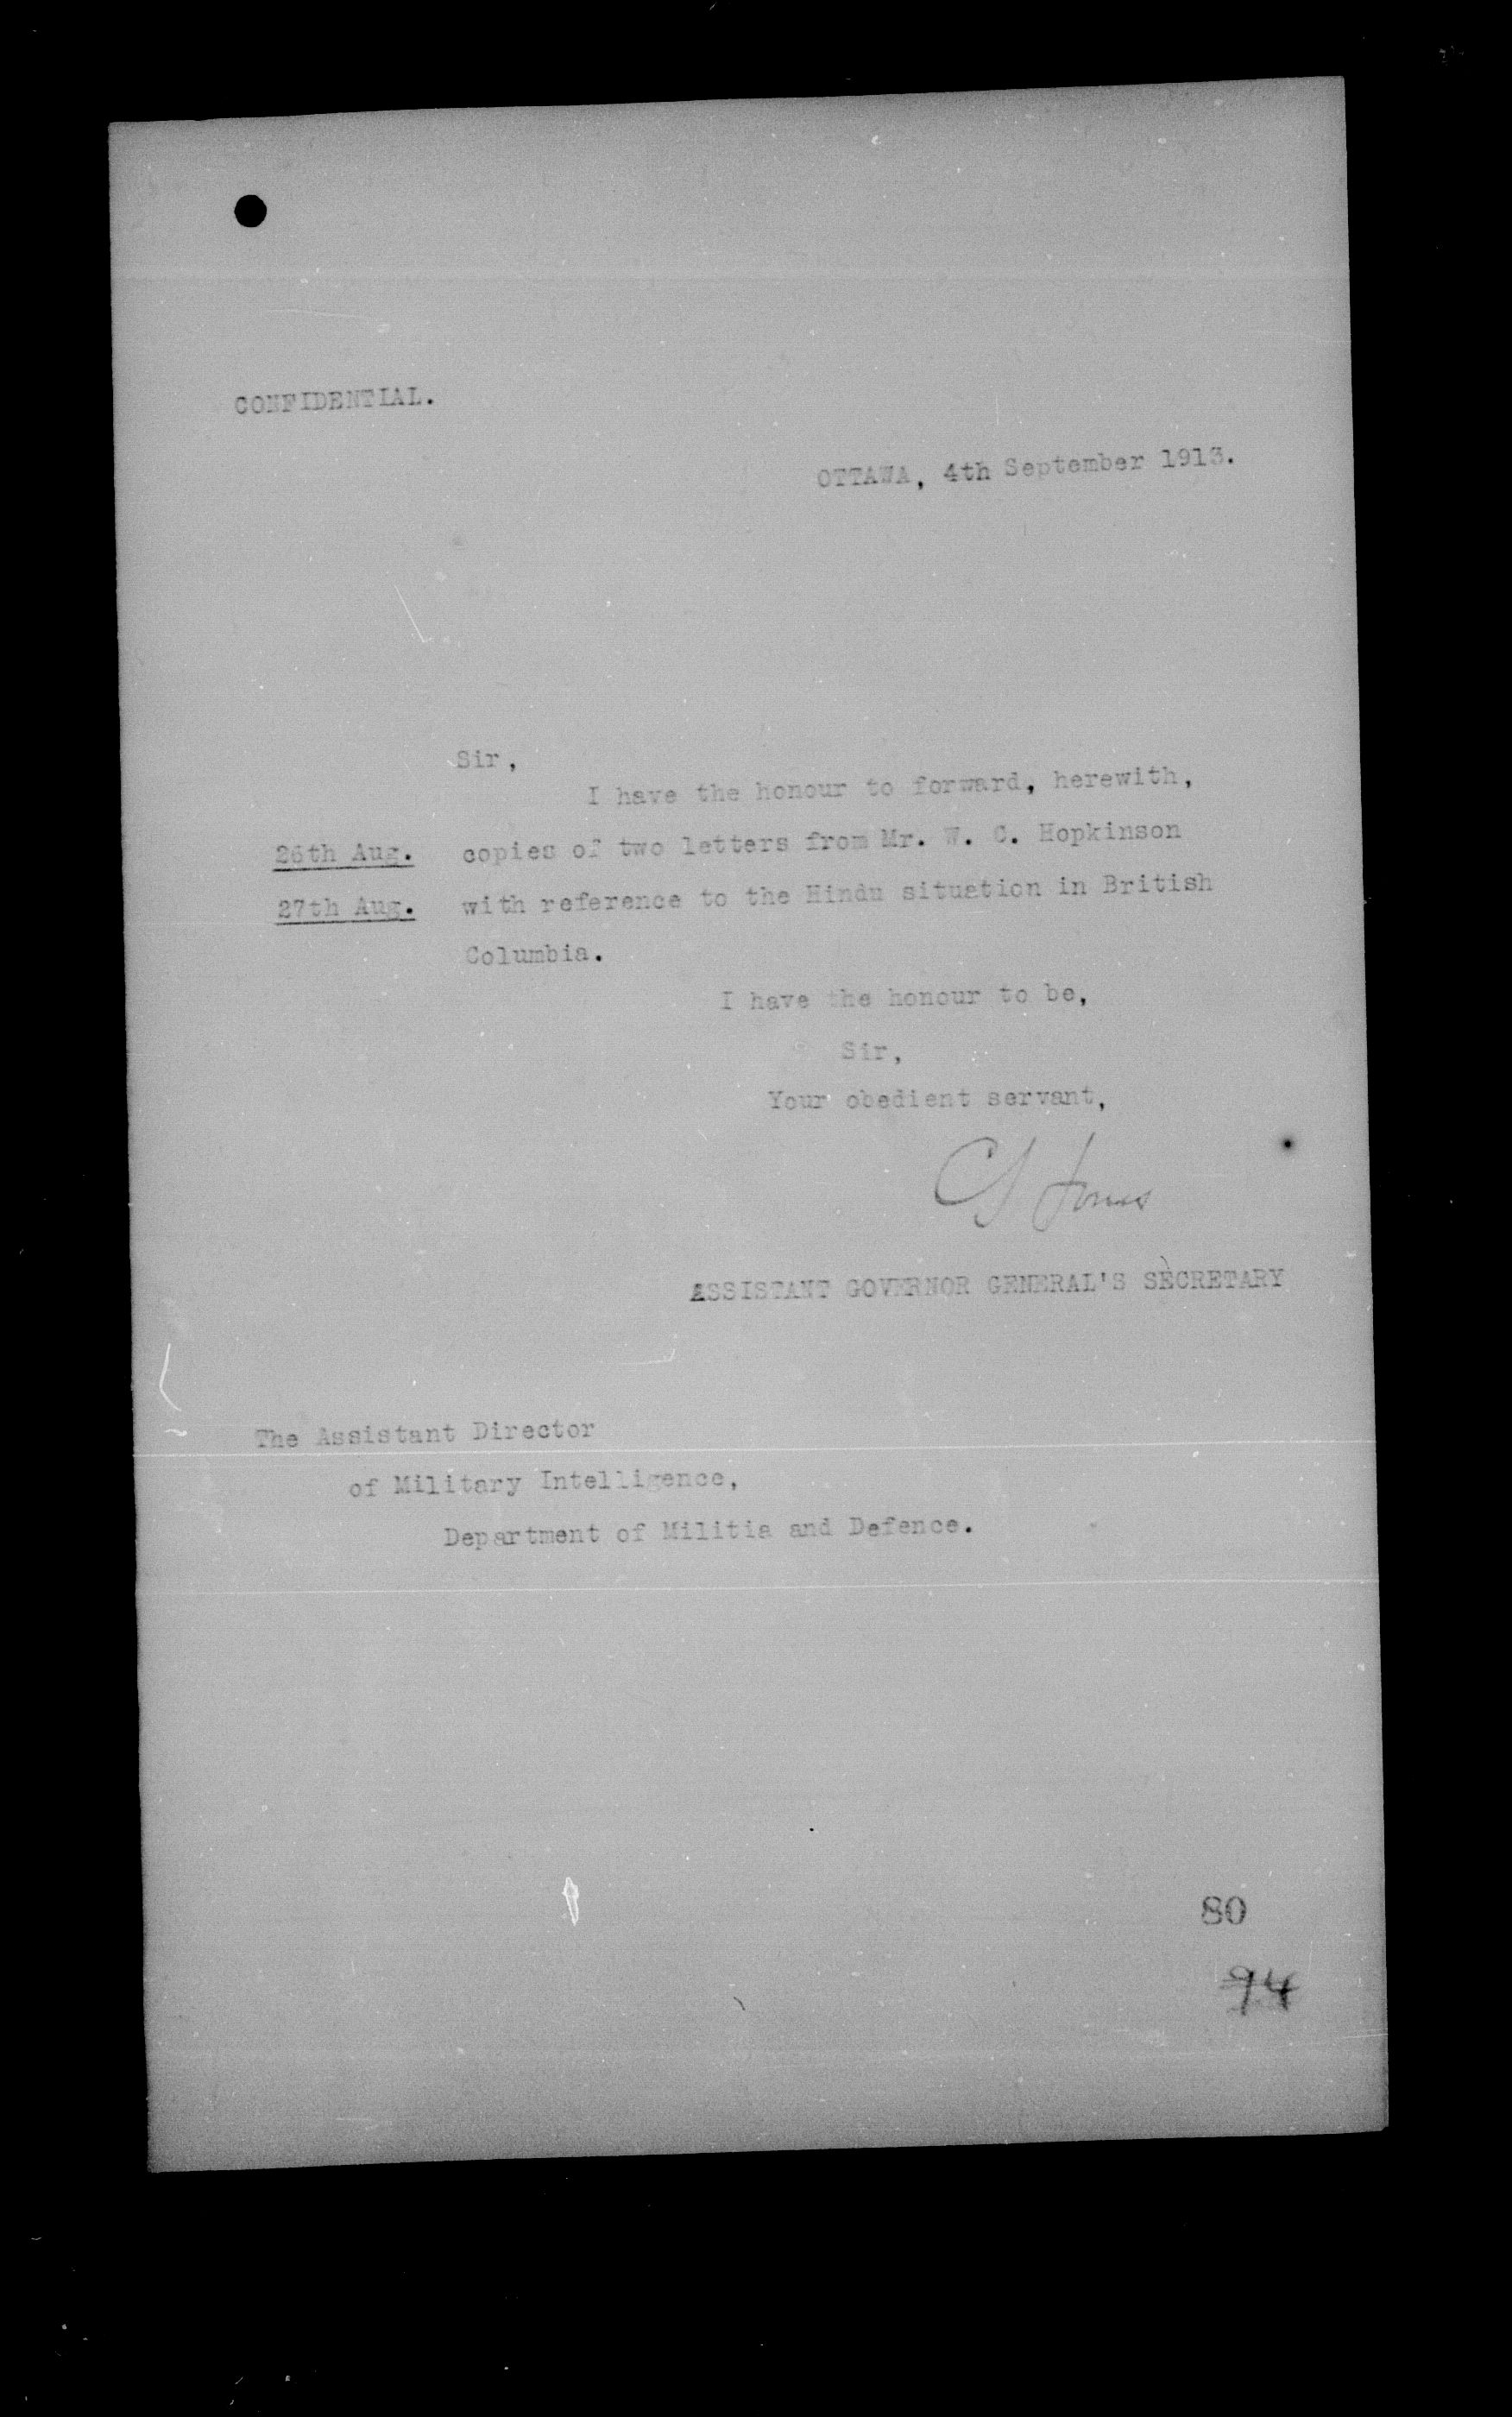 CONFIDENTIAL.
OTTAWA, 4th September 1913.
Sir,
I have the honour to forward, herewith,
26th Aug. copies of two letters from Mr. W. C. Hopkinson
27th Aug. with reference to the Hindu situation in British
Columbia.
I have the honour to be,
Sir,
Your obedient servant,
C Jones
ASSISTANT GOVERNOR GENERAL'S SECRETARY
The Assistant Director
of Military Intelligence,
Department of Militia and Defence.
80
94